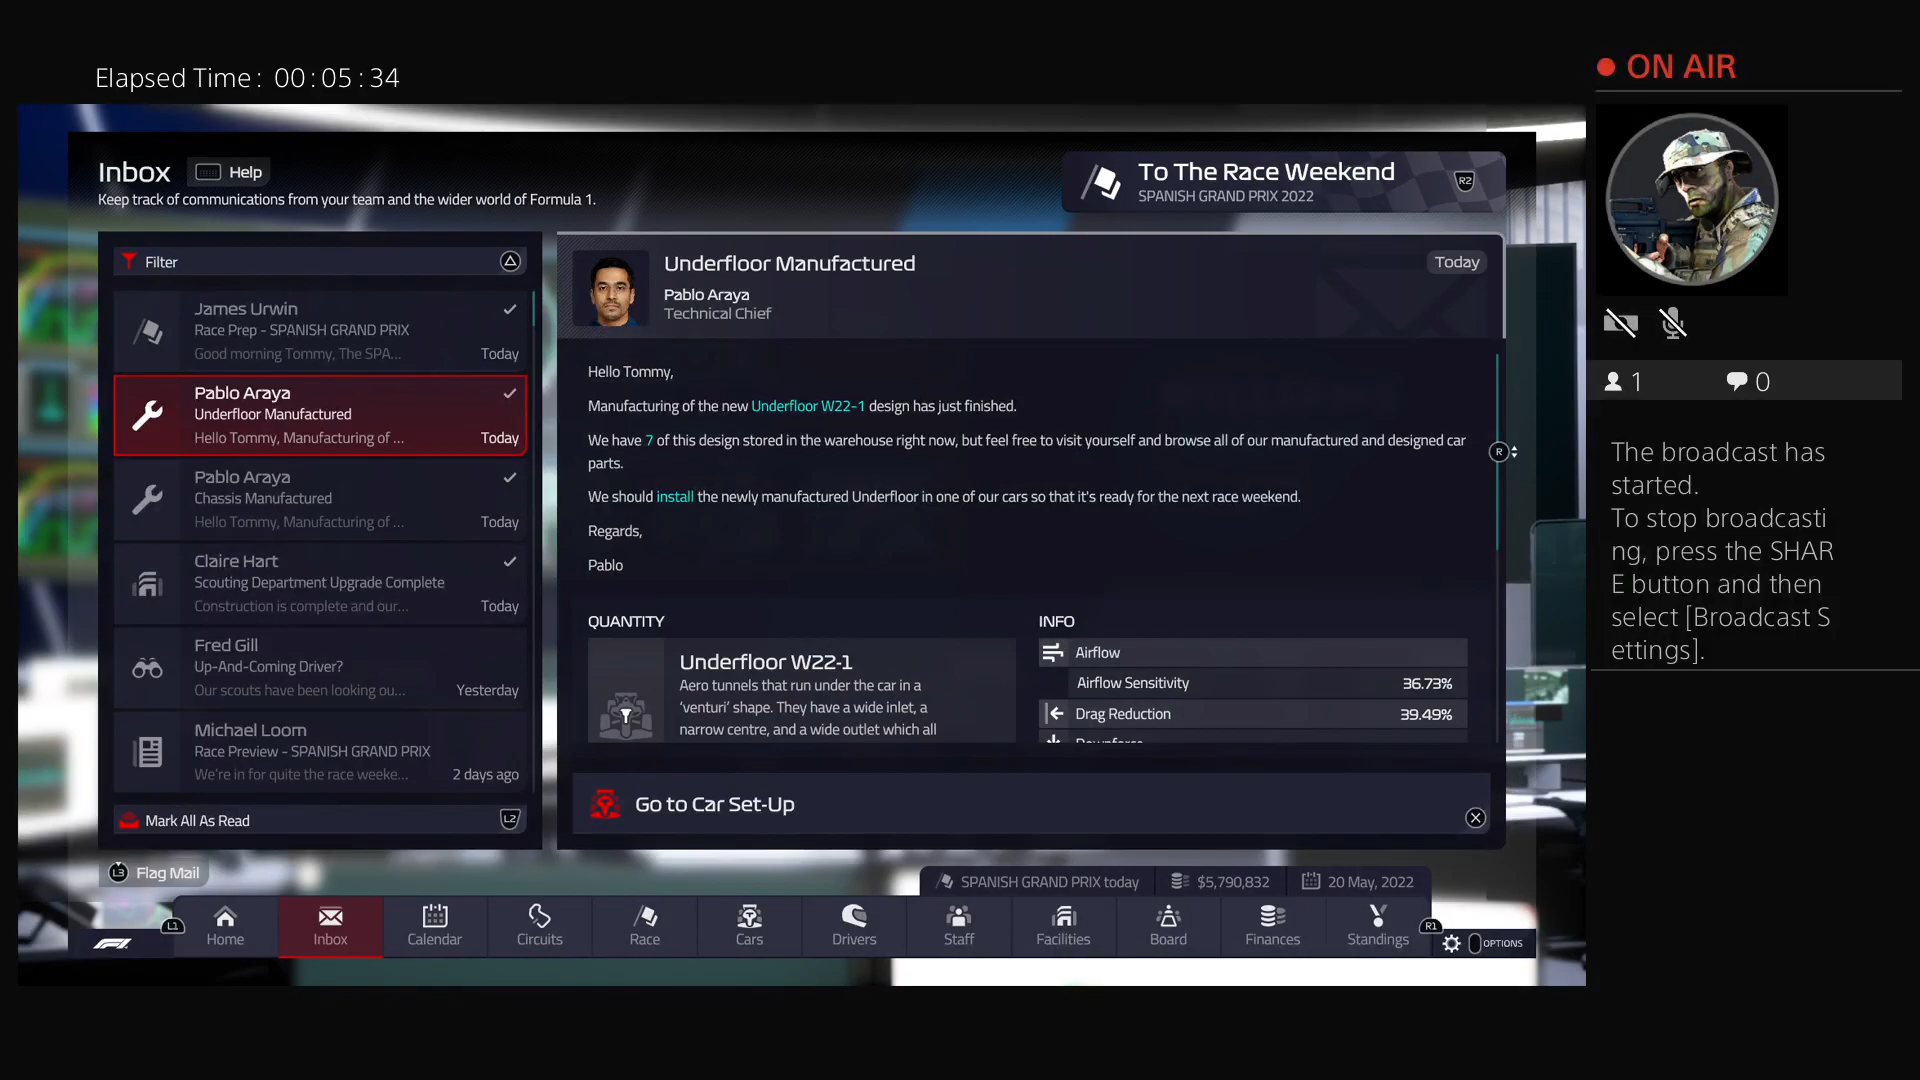 Elapsed Time: 00:05:34
ON AIR
Inbox
Help
Keep track of communications from your team and the wider world of Formula 1.
To The Race Weekend
SPANISH GRAND PRIX 2022
R2
Filter
James Urwin
Race Prep - SPANISH GRAND PRIX
Good morning Tommy, The SPA...
Today
Pablo Araya
Underfloor Manufactured
Hello Tommy, Manufacturing of ...
Today
Pablo Araya
Chassis Manufactured
Hello Tommy, Manufacturing of ...
Today
Claire Hart
Scouting Department Upgrade Complete
Construction is complete and our...
Today
Fred Gill
Up-And-Coming Driver?
Our scouts have been looking ou...
Yesterday
Michael Loom
Race Preview - SPANISH GRAND PRIX
We're in for quite the race weeke...
2 days ago
Mark All As Read
L2
Underfloor Manufactured
Today
Pablo Araya
Technical Chief
Hello Tommy,
Manufacturing of the new Underfloor W22-1 design has just finished.
We have 7 of this design stored in the warehouse right now, but feel free to visit yourself and browse all of our manufactured and designed car
parts.
We should install the newly manufactured Underfloor in one of our cars so that it's ready for the next race weekend.
Regards,
Pablo
R
QUANTITY
Underfloor W22-1
Aero tunnels that run under the car in a
'venturi' shape. They have a wide inlet, a
narrow centre, and a wide outlet which all
INFO
Airflow
Airflow Sensitivity 36.73%
Drag Reduction 39.49%
Downforce
Go to Car Set-Up
L3 Flag Mail
SPANISH GRAND PRIX today
$5,790,832
20 May, 2022
L1
Home
Inbox
Calendar
Circuits
Race
Cars
Drivers
Staff
Facilities
Board
Finances
Standings
R1
OPTIONS
1
0
The broadcast has
started.
To stop broadcasti
ng, press the SHAR
E button and then
select [Broadcast S
ettings].